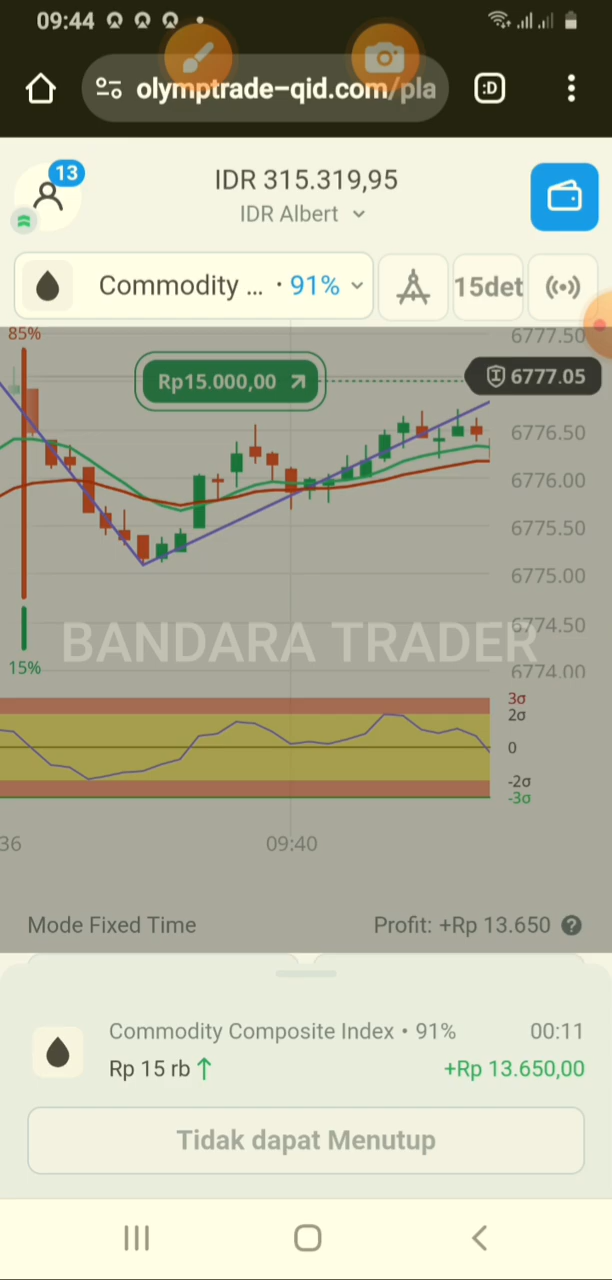 09:44
olymptrade-qid.com/pla
:D
13
IDR 315.319,95
IDR Albert
Commodity ... · 91%
15det
85%
6777.50
Rp15.000,00
6777.05
6776.50
6776.00
6775.50
6775.00
6774.50
BANDARA TRADER
15%
6774.00
3σ
2σ
0
-2σ
-3σ
36
09:40
Mode Fixed Time
Profit: +Rp 13.650 ?
Commodity Composite Index • 91%
00:11
Rp 15 rb ↑
+Rp 13.650,00
Tidak dapat Menutup